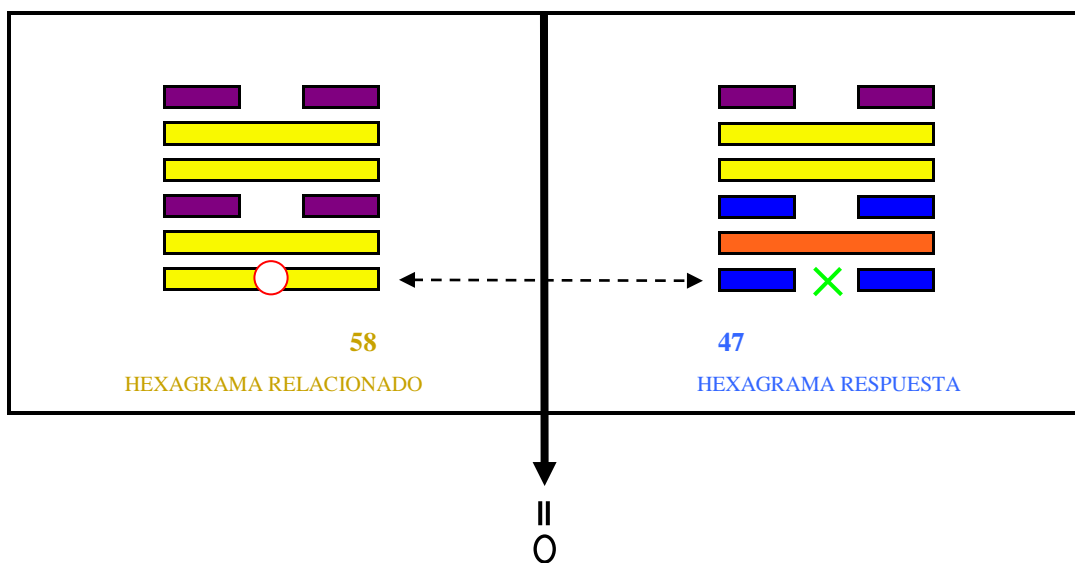 58
HEXAGRAMA RELACIONADO
47
HEXAGRAMA RESPUESTA
=
O